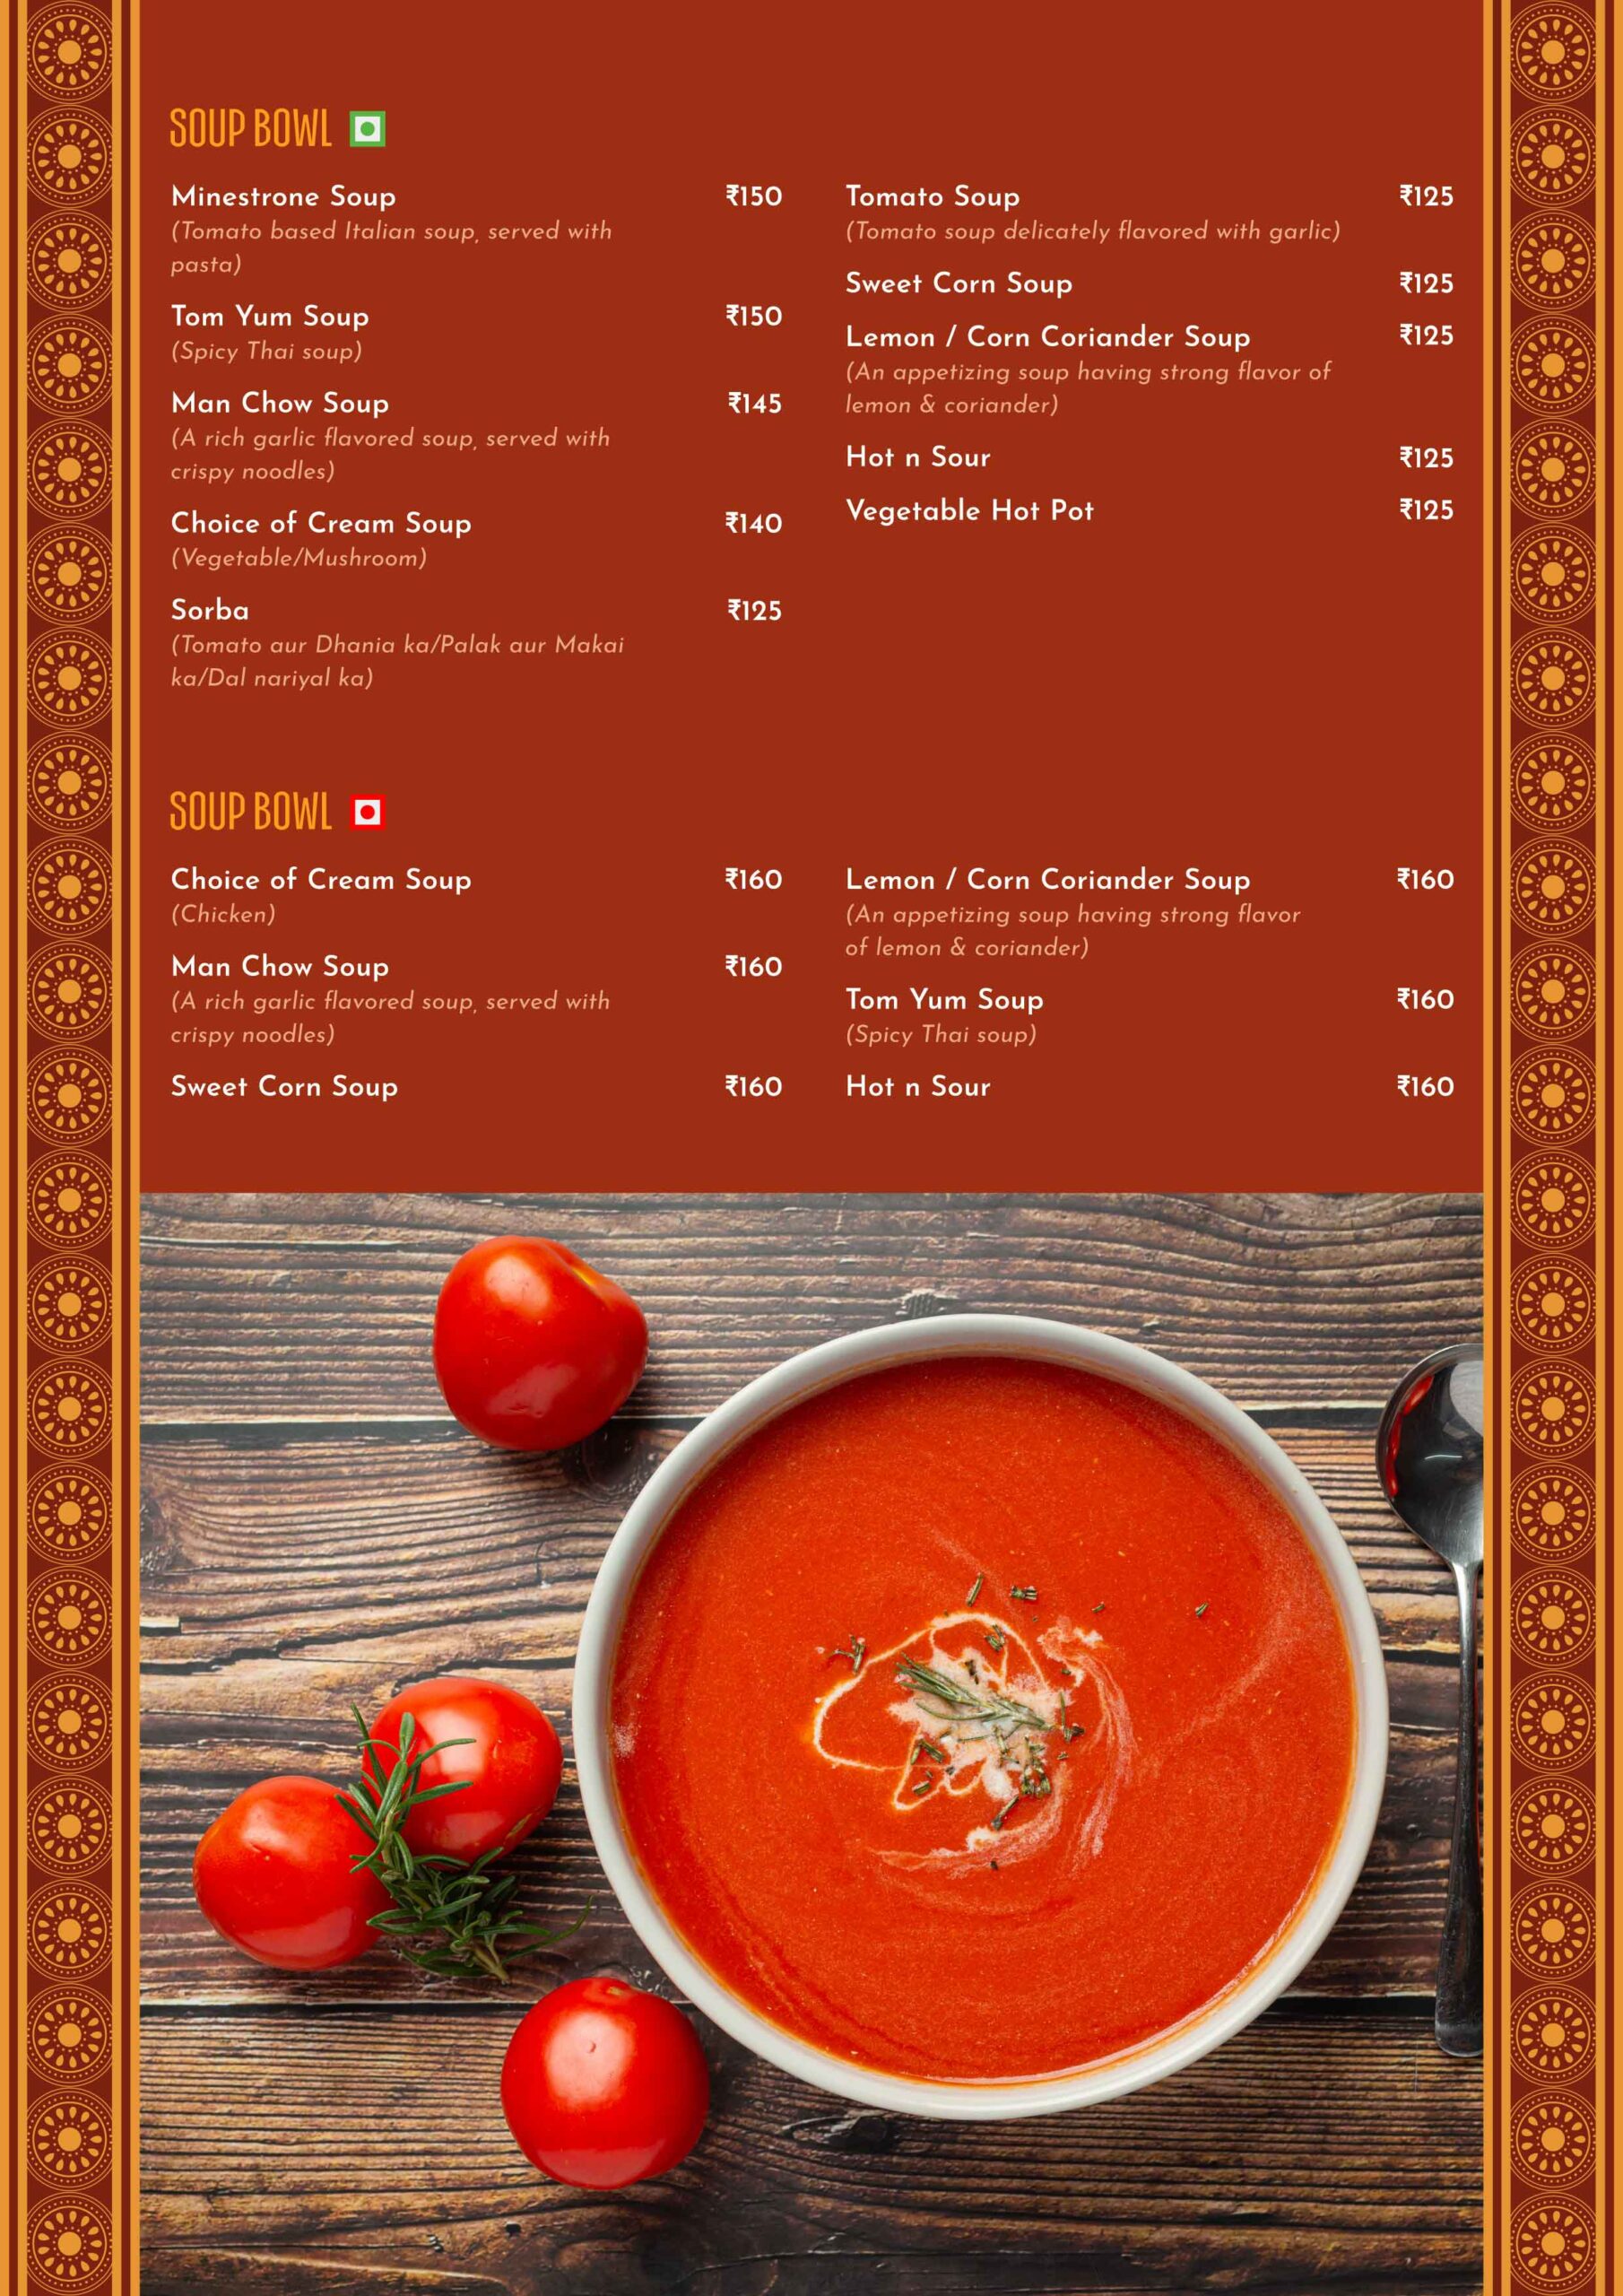 SOUP BOWL
Minestrone Soup ₹150
(Tomato based Italian soup, served with
pasta)
Tom Yum Soup ₹150
(Spicy Thai soup)
Man Chow Soup ₹145
(A rich garlic flavored soup, served with
crispy noodles)
Choice of Cream Soup ₹140
(Vegetable/Mushroom)
Sorba ₹125
(Tomato aur Dhania ka/Palak aur Makai
ka/Dal nariyal ka)
Tomato Soup ₹125
(Tomato soup delicately flavored with garlic)
Sweet Corn Soup ₹125
Lemon / Corn Coriander Soup ₹125
(An appetizing soup having strong flavor of
lemon & coriander)
Hot n Sour ₹125
Vegetable Hot Pot ₹125
SOUP BOWL
Choice of Cream Soup ₹160
(Chicken)
Man Chow Soup ₹160
(A rich garlic flavored soup, served with
crispy noodles)
Sweet Corn Soup ₹160
Lemon / Corn Coriander Soup ₹160
(An appetizing soup having strong flavor
of lemon & coriander)
Tom Yum Soup ₹160
(Spicy Thai soup)
Hot n Sour ₹160